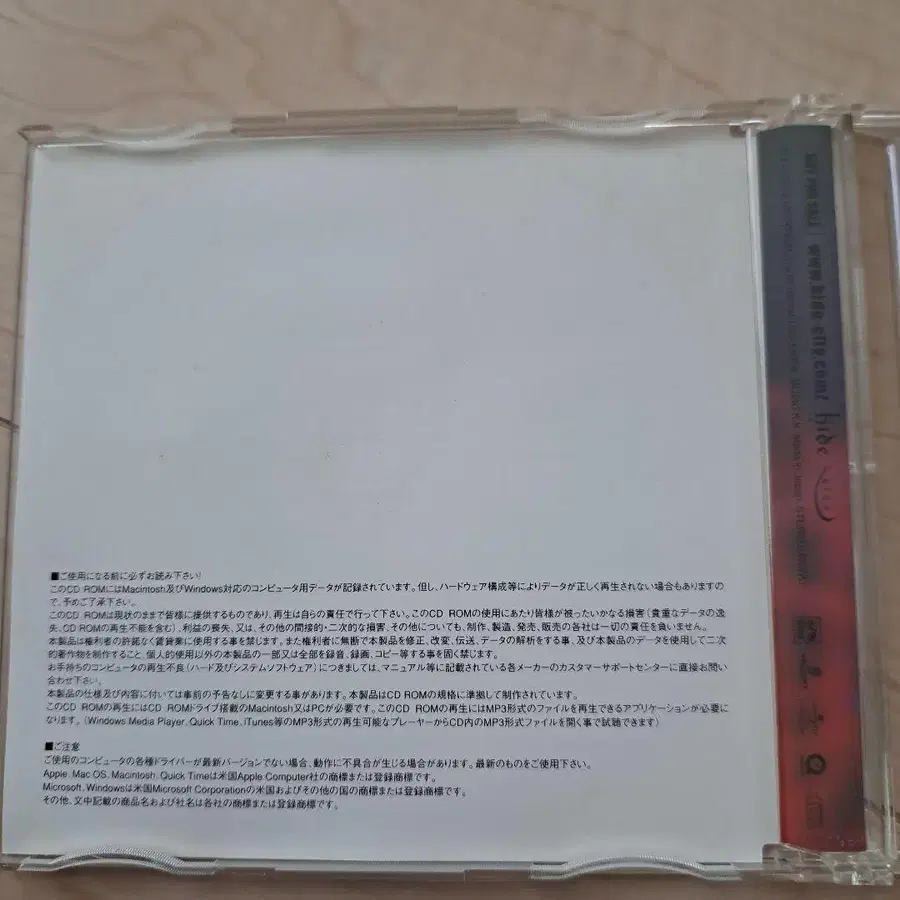 ■ご使用になる前に必ずお読み下さい!
このCD ROMにはMacintosh及びWindows対応のコンピュータ用データが記録されています。但し、ハードウェア構成等によりデータが正しく再生されない場合もありますの
で、予めご了承下さい。
このCD ROMは現状のままで皆様に提供するものであり、再生は自らの責任で行って下さい。このCD ROMの使用にあたり皆様が被ったいかなる損害(貴重なデータの逸
失、CD ROMの再生不能を含む)、利益の喪失、又は、その他の間接的・二次的な損害、その他についても、制作、製造、発売、販売の各社は一切の責任を負いません。
本製品は権利者の許諾なく賃貸業に使用する事を禁じます。また権利者に無断で本製品を修正、改変、伝送、データの解析をする事、及び本製品のデータを使用して二次
的著作物を制作すること、個人的使用以外の本製品の一部又は全部を録音、録画、コピー等する事を固く禁じます。
お手持ちのコンピュータの再生不良(ハード及びシステムソフトウェア)につきましては、マニュアル等に記載されている各メーカーのカスタマーサポートセンターに直接お問い
合わせ下さい。
本製品の仕様及び内容に付いては事前の予告なしに変更する事があります。本製品はCD ROMの規格に準拠して制作されています。
このCD ROMの再生にはCD ROMドライブ搭載のMacintosh又はPCが必要です。このCD ROMの再生にはMP3形式のファイルを再生できるアプリケーションが必要に
なります。(Windows Media Player, Quick Time, iTunes等のMP3形式の再生可能なプレーヤーからCD内のMP3形式ファイルを開く事で試聴できます)
■ご注意
ご使用のコンピュータの各種ドライバーが最新バージョンでない場合、動作に不具合が生じる場合があります。最新のものをご使用下さい。
Apple, Mac OS, Macintosh, Quick Timeは米国Apple Computer社の商標または登録商標です。
Microsoft, Windowsは米国Microsoft Corporationの米国およびその他の国の商標または登録商標です。
その他、文中記載の商品名および社名は各社の商標または登録商標です。
NOT FOR SALE | www.hide-city.com/ hide